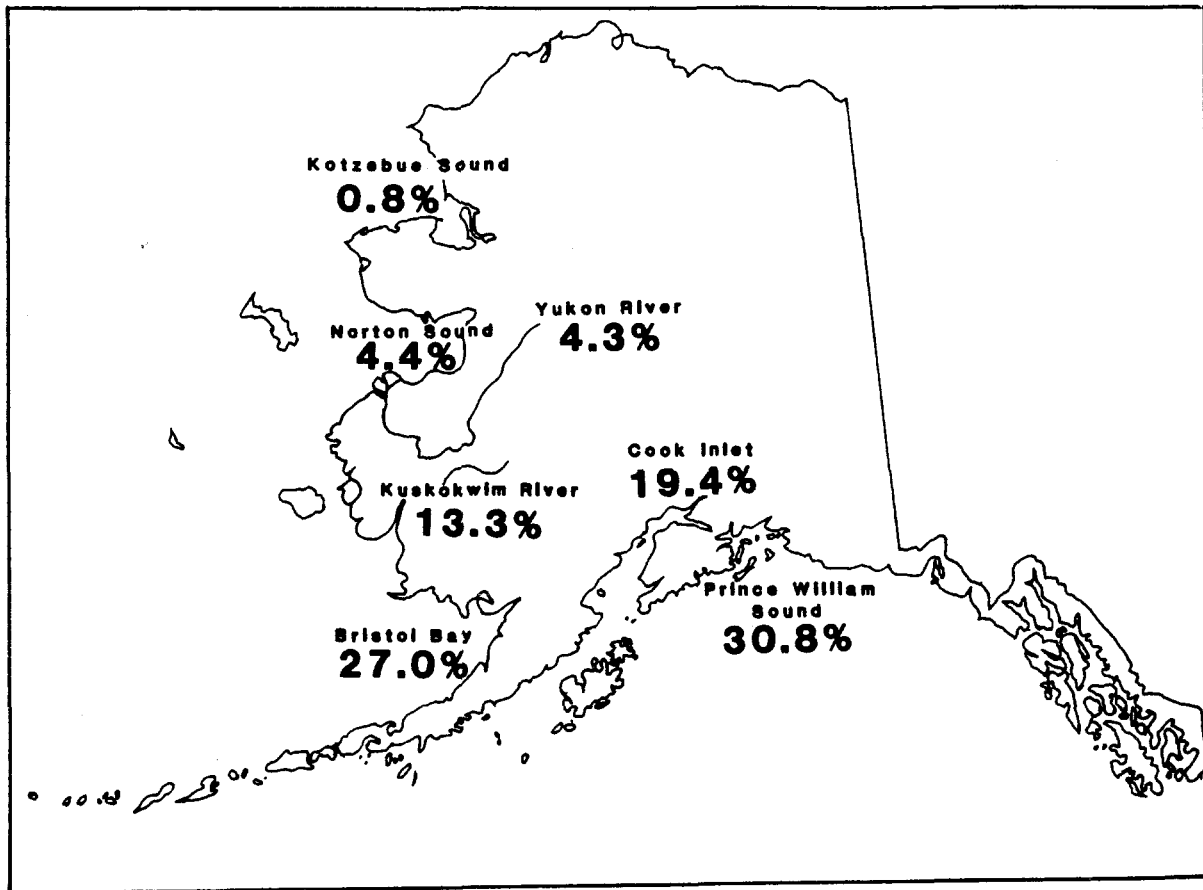 Kotzebue Sound
0.8%
Yukon River
4.3%
Norton Sound
4.4%
Cook Inlet
19.4%
Kuskokwim River
13.3%
Prince William
Sound
30.8%
Bristol Bay
27.0%